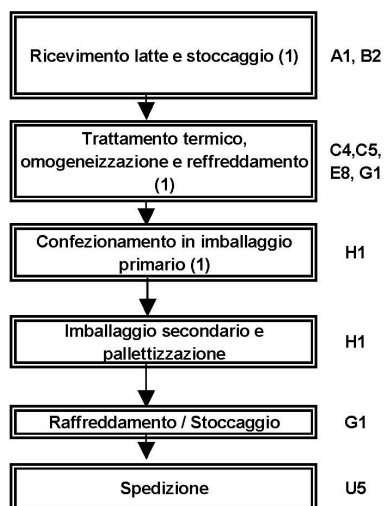 Ricevimento latte e stoccaggio (1)
A1, B2
Trattamento termico,
omogeneizzazione e reffreddamento
(1)
C4,C5,
E8, G1
Confezionamento in imballaggio
primario (1)
H1
Imballaggio secondario e
pallettizzazione
H1
Raffreddamento / Stoccaggio
G1
Spedizione
U5